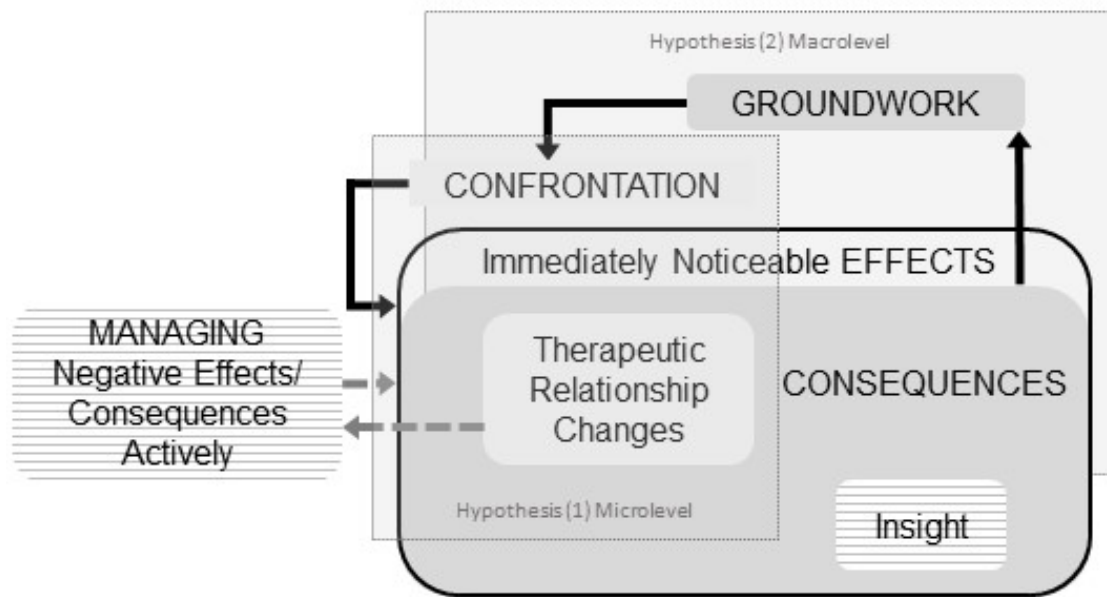 Hypothesis (2) Macrolevel
GROUNDWORK
CONFRONTATION
Immediately Noticeable EFFECTS
MANAGING
Negative Effects/
Consequences
Actively
Therapeutic
Relationship
Changes
CONSEQUENCES
Hypothesis (1) Microlevel
Insight